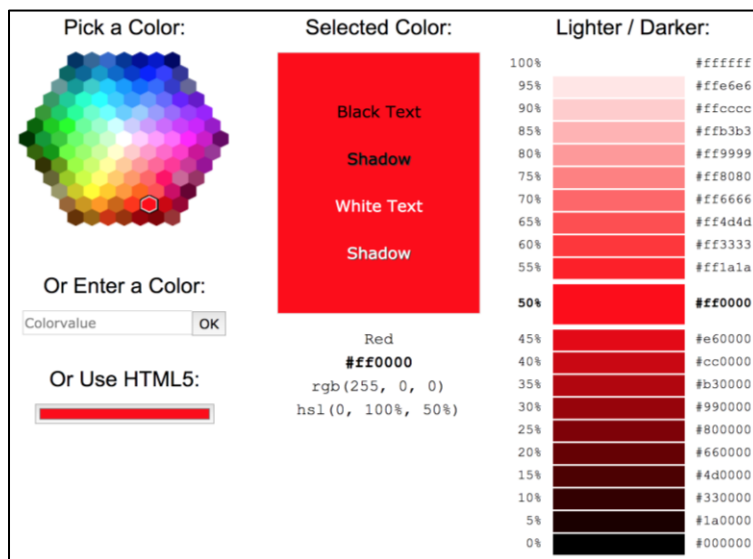 Pick a Color:
Or Enter a Color:
Colorvalue OK
Or Use HTML5:
Selected Color:
Black Text
Shadow
White Text
Shadow
Red
#ff0000
rgb(255, 0, 0)
hsl(0, 100%, 50%)
Lighter / Darker:
100% #ffffff
95% #ffe6e6
90% #ffcccc
85% #ffb3b3
80% #ff9999
75% #ff8080
70% #ff6666
65% #ff4d4d
60% #ff3333
55% #ff1a1a
50% #ff0000
45% #e60000
40% #cc0000
35% #b30000
30% #990000
25% #800000
20% #660000
15% #4d0000
10% #330000
5% #1a0000
0% #000000